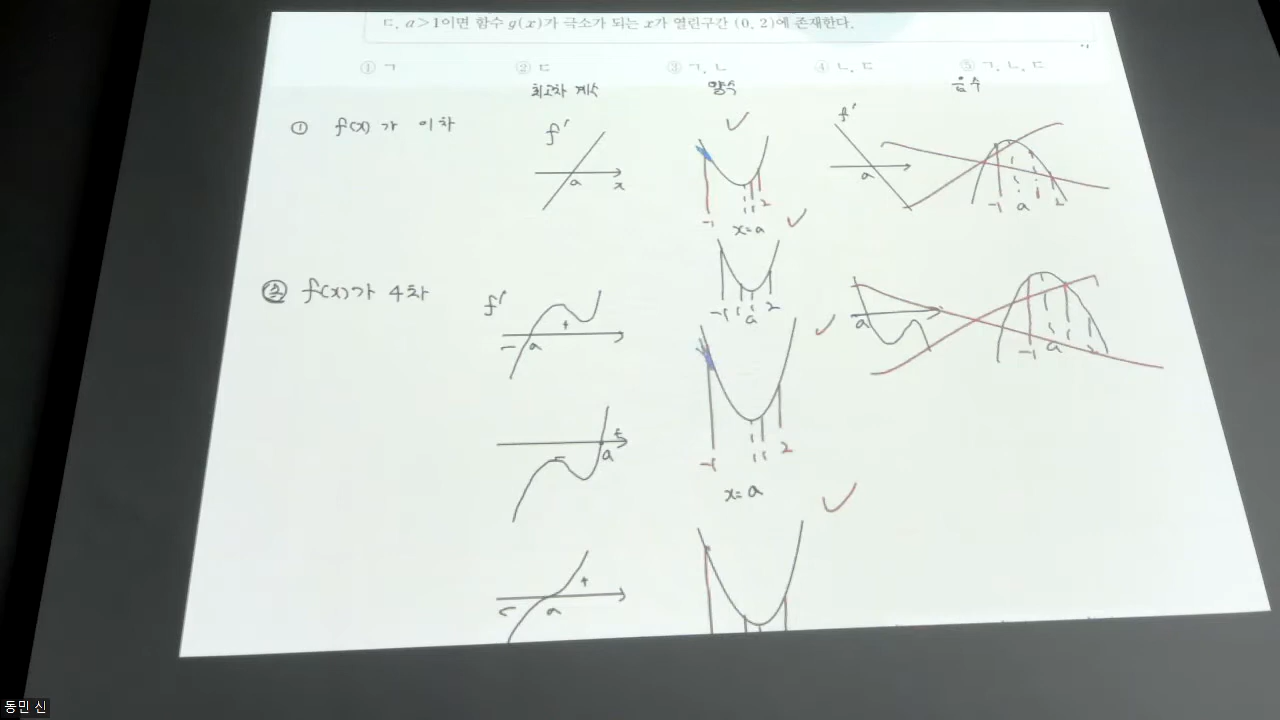 ㄷ. a>1이면 함수 g(x)가 극소가 되는 x가 열린구간 (0, 2)에 존재한다.
① ㄱ ② ㄷ ③ ㄱ, ㄴ ④ ㄴ, ㄷ ⑤ ㄱ, ㄴ, ㄷ
최고차 계수 양수 음수
① f(x)가 이차
f' a x
-1 2 x=a
f' a
-1 a 2
② f(x)가 4차
f' - a +
-1 a 2
a
-1 a 2
-1 2
x=a
- a +
- a +
동민 신